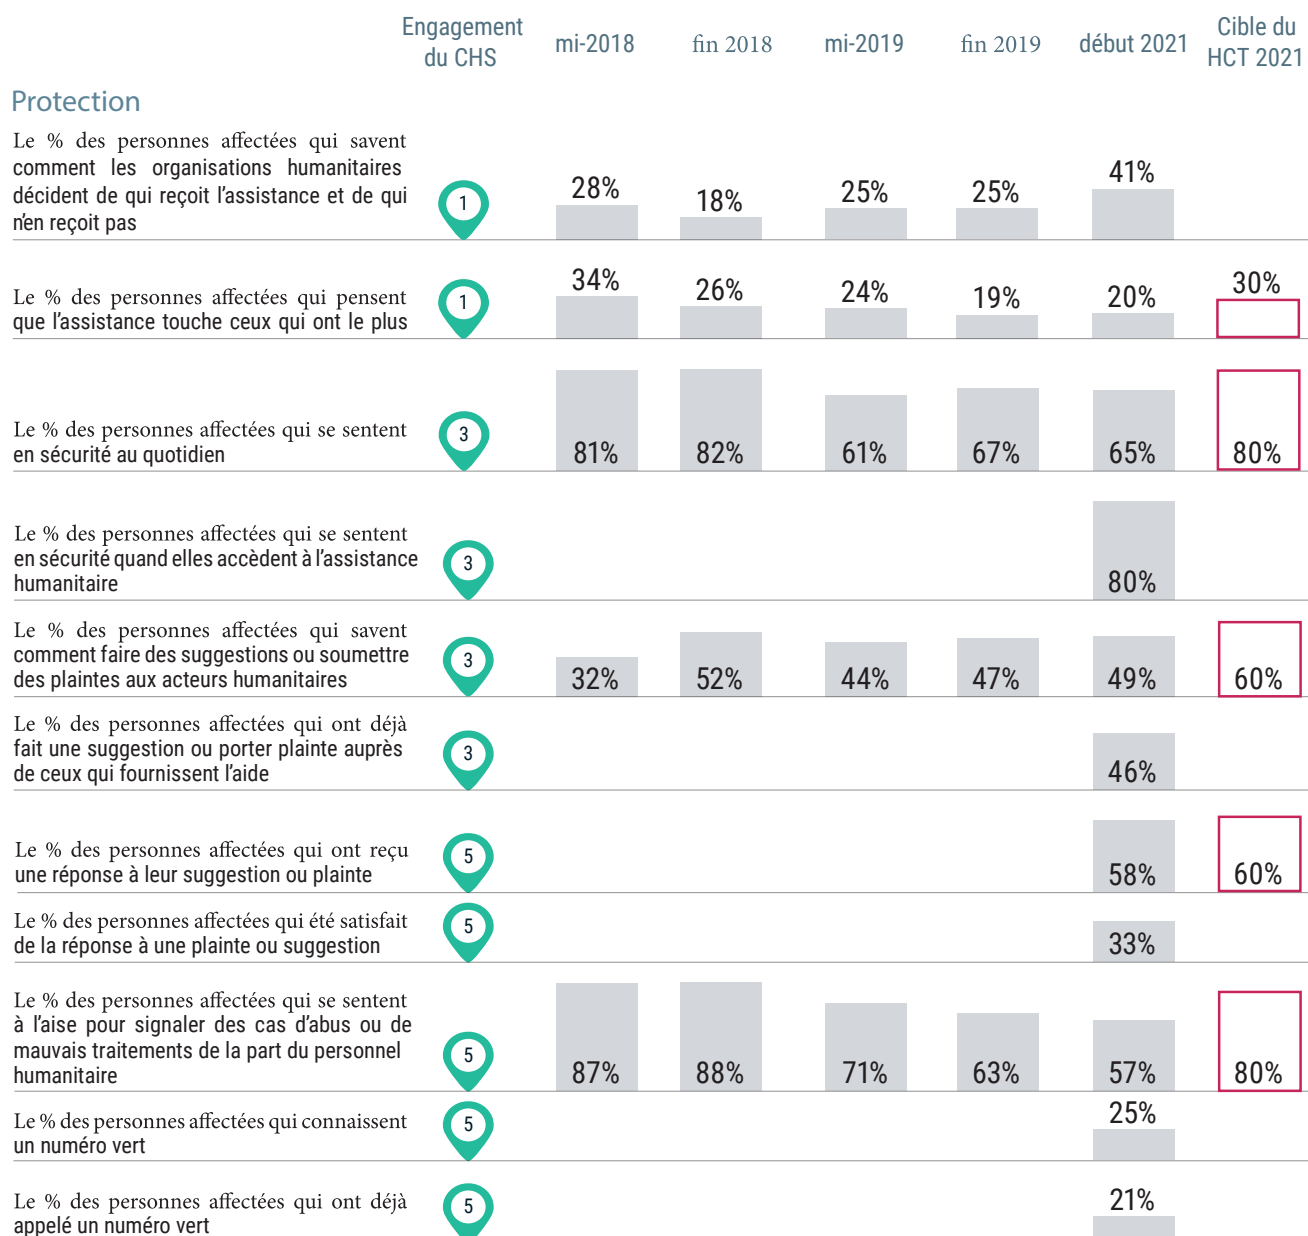 Engagement du CHS
mi-2018
fin 2018
mi-2019
fin 2019
début 2021
Cible du HCT 2021
Protection
Le % des personnes affectées qui savent
comment les organisations humanitaires
décident de qui reçoit l'assistance et de qui
n'en reçoit pas
1
28%
18%
25%
25%
41%
Le % des personnes affectées qui pensent
que l'assistance touche ceux qui ont le plus
1
34%
26%
24%
19%
20%
30%
Le % des personnes affectées qui se sentent
en sécurité au quotidien
3
81%
82%
61%
67%
65%
80%
Le % des personnes affectées qui se sentent
en sécurité quand elles accèdent à l'assistance
humanitaire
3
80%
Le % des personnes affectées qui savent
comment faire des suggestions ou soumettre
des plaintes aux acteurs humanitaires
3
32%
52%
44%
47%
49%
60%
Le % des personnes affectées qui ont déjà
fait une suggestion ou porter plainte auprès
de ceux qui fournissent l'aide
3
46%
Le % des personnes affectées qui ont reçu
une réponse à leur suggestion ou plainte
5
58%
60%
Le % des personnes affectées qui été satisfait
de la réponse à une plainte ou suggestion
5
33%
Le % des personnes affectées qui se sentent
à l'aise pour signaler des cas d'abus ou de
mauvais traitements de la part du personnel
humanitaire
5
87%
88%
71%
63%
57%
80%
Le % des personnes affectées qui connaissent
un numéro vert
5
25%
Le % des personnes affectées qui ont déjà
appelé un numéro vert
5
21%